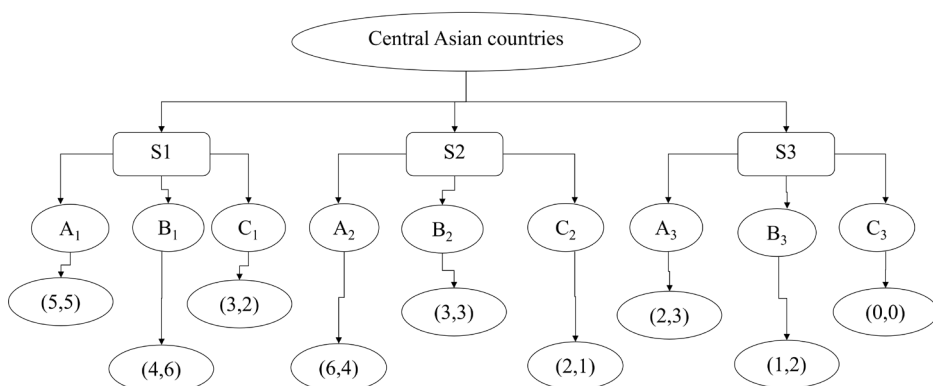 Central Asian countries
S1
S2
S3
A₁
B₁
C₁
A₂
B₂
C₂
A₃
B₃
C₃
(5,5)
(3,2)
(3,3)
(2,3)
(0,0)
(4,6)
(6,4)
(2,1)
(1,2)